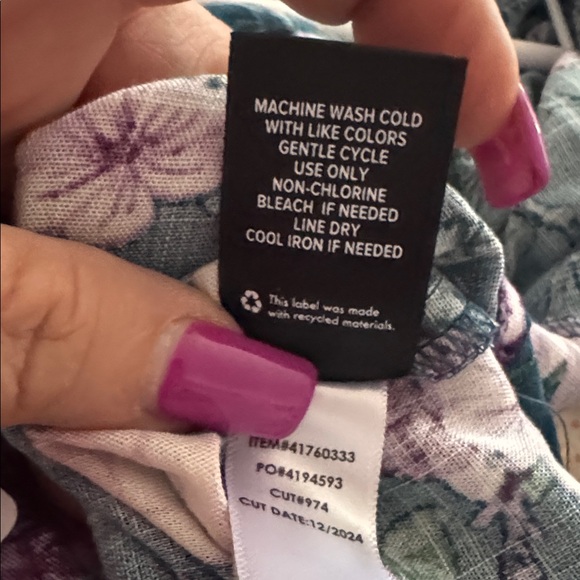 MACHINE WASH COLD
WITH LIKE COLORS
GENTLE CYCLE
USE ONLY
NON-CHLORINE
BLEACH IF NEEDED
LINE DRY
COOL IRON IF NEEDED
This label was made
with recycled materials.
ITEM#41760333
PO#4194593
CUT#974
CUT DATE:12/2024